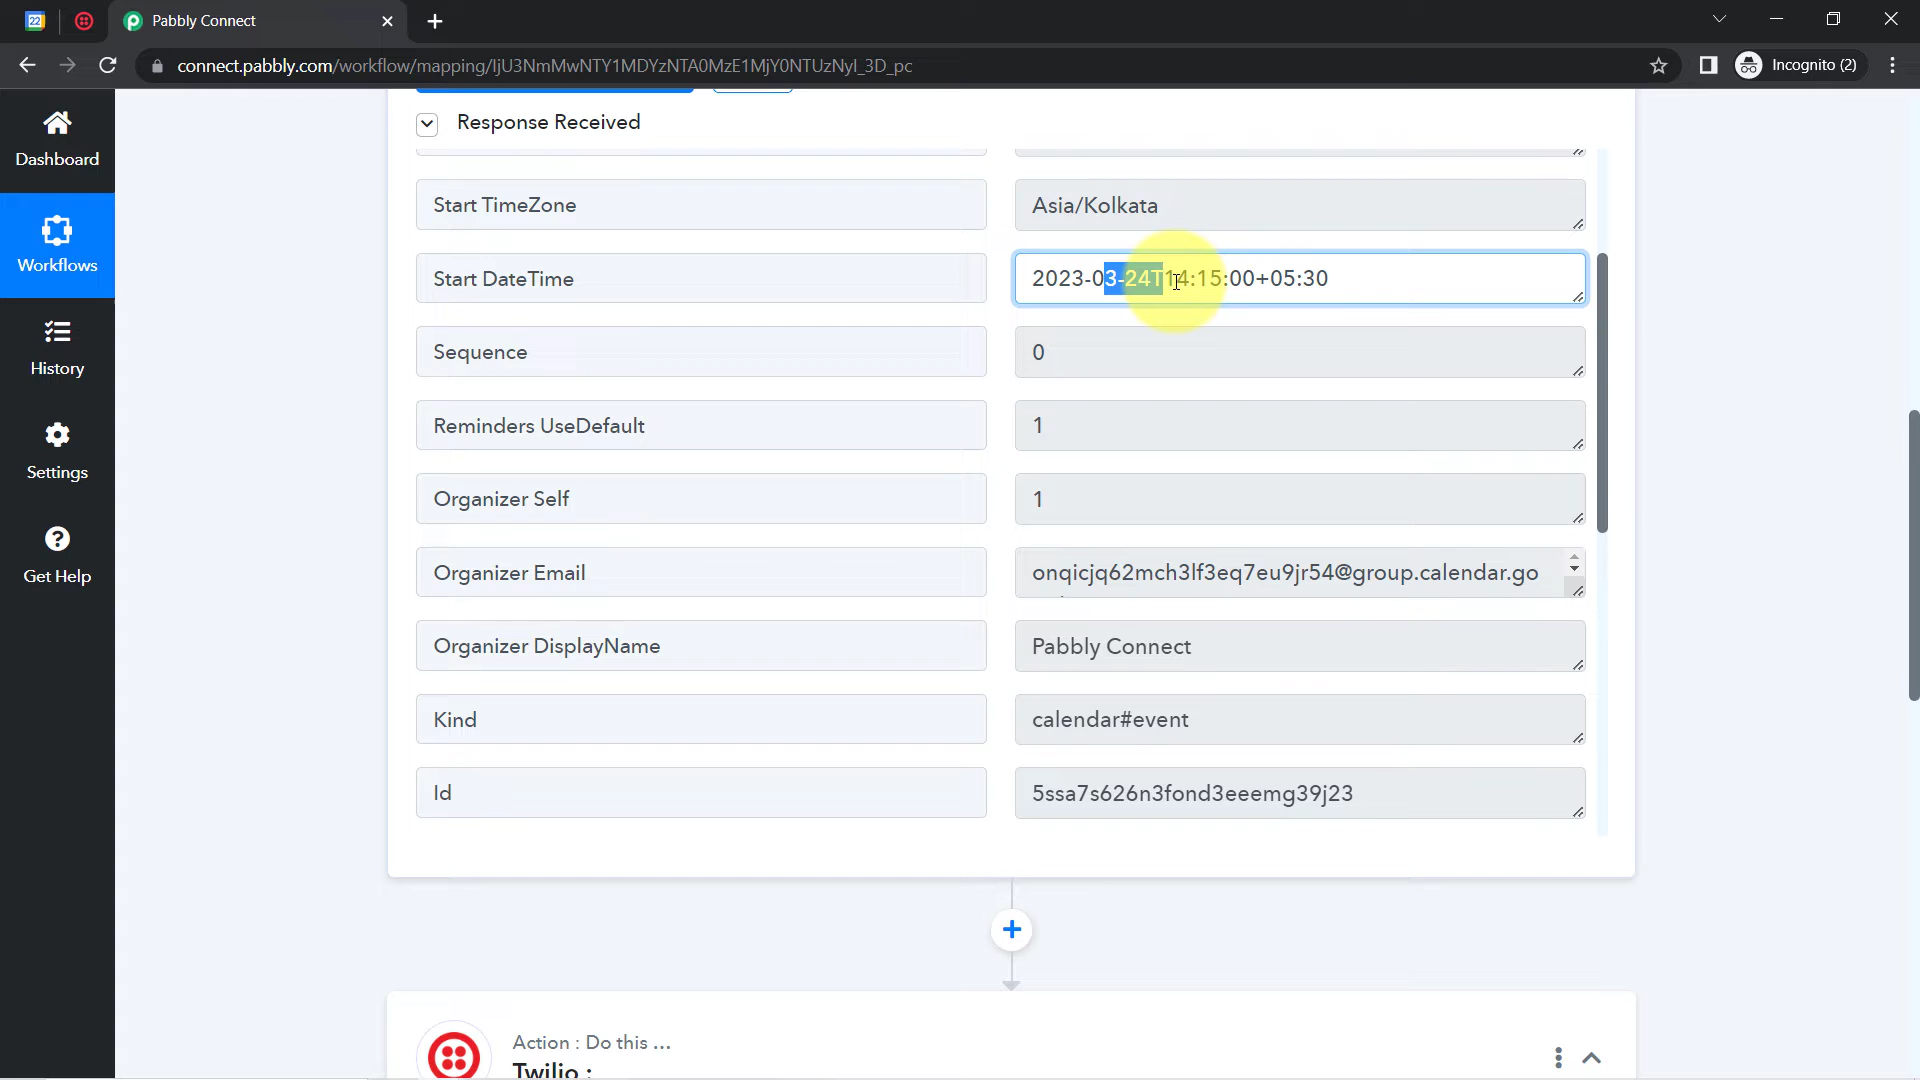 22
Pabbly Connect
connect.pabbly.com/workflow/mapping/IjU3NmMwNTY1MDYzNTA0MzE1MjY0NTUzNyI_3D_pc
Incognito (2)
Dashboard
Workflows
History
Settings
Get Help
Response Received
Start TimeZone
Asia/Kolkata
Start DateTime
2023-03-24T14:15:00+05:30
Sequence
0
Reminders UseDefault
1
Organizer Self
1
Organizer Email
onqicjq62mch3lf3eq7eu9jr54@group.calendar.go
Organizer DisplayName
Pabbly Connect
Kind
calendar#event
Id
5ssa7s626n3fond3eeemg39j23
Action : Do this ...
Twilio :